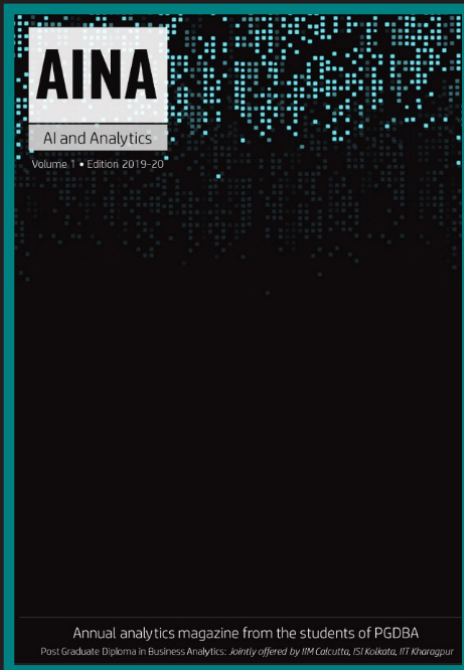 AINA
AI and Analytics
Volume 1 • Edition 2019-20
Annual analytics magazine from the students of PGDBA
Post Graduate Diploma in Business Analytics: Jointly offered by IIM Calcutta, ISI Kolkata, IIT Kharagpur